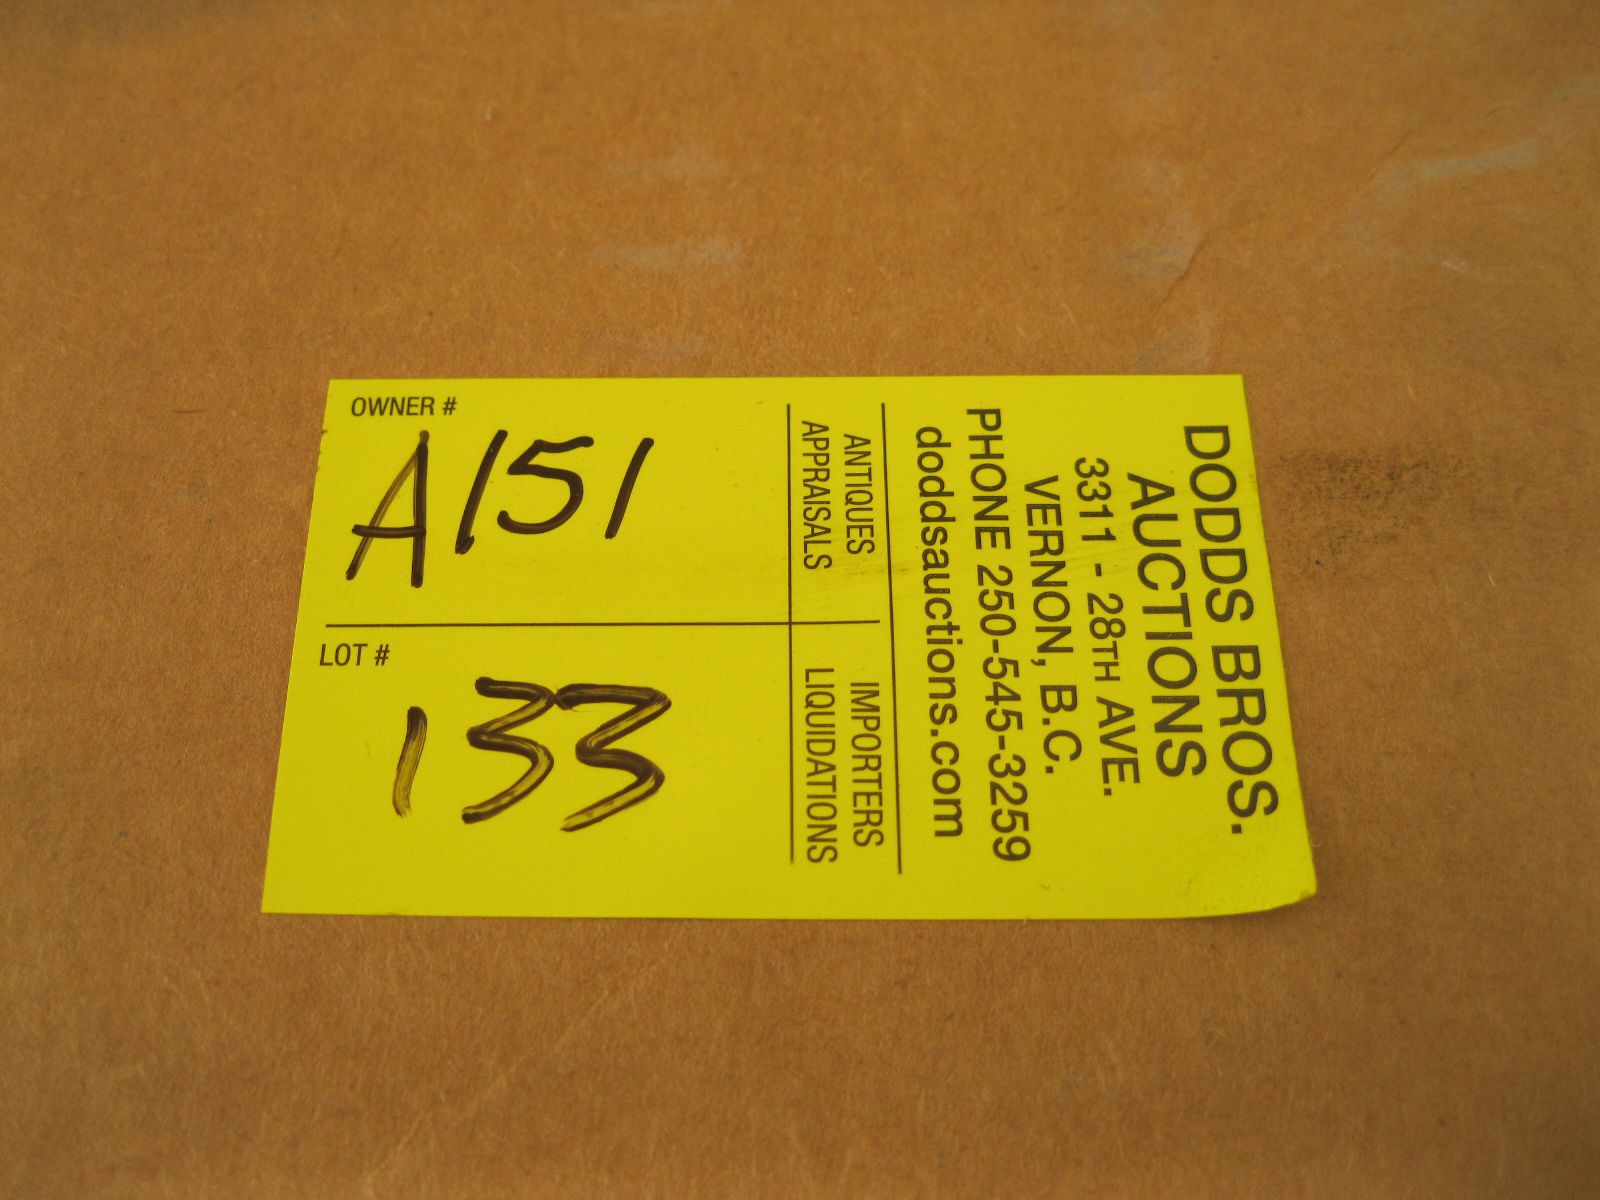 OWNER #
A151
LOT #
133
ANTIQUES
APPRAISALS
IMPORTERS
LIQUIDATIONS
DODDS BROS.
AUCTIONS
3311 - 28TH AVE.
VERNON, B.C.
PHONE 250-545-3259
doddsauctions.com